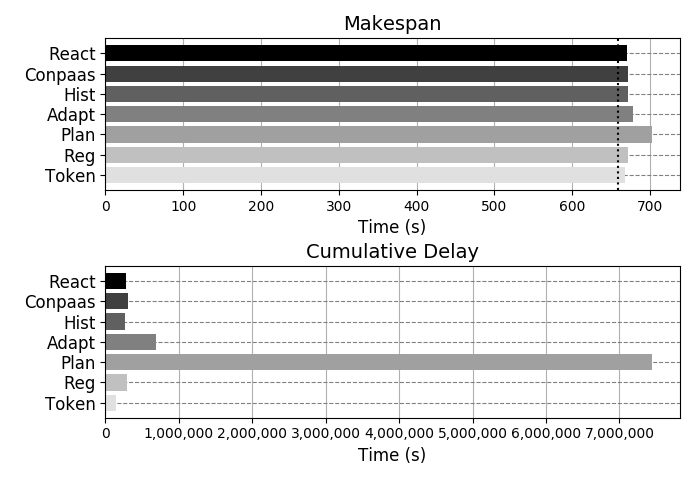 Makespan
React
Conpaas
Hist
Adapt
Plan
Reg
Token
0 100 200 300 400 500 600 700
Time (s)
Cumulative Delay
React
Conpaas
Hist
Adapt
Plan
Reg
Token
0 1,000,000 2,000,000 3,000,000 4,000,000 5,000,000 6,000,000 7,000,000
Time (s)